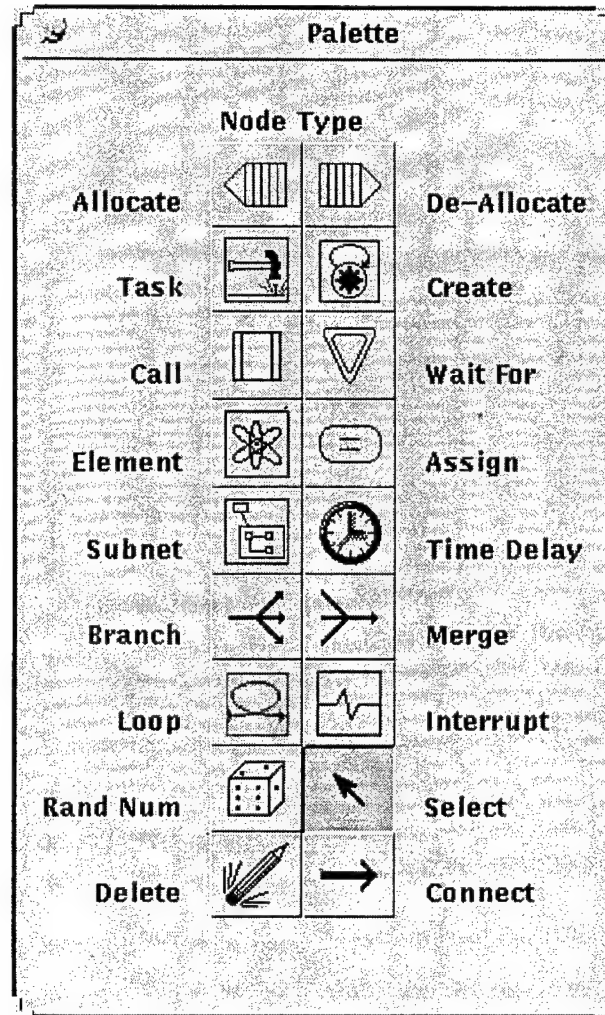 Palette
Node Type
Allocate De-Allocate
Task Create
Call Wait For
Element Assign
Subnet Time Delay
Branch Merge
Loop Interrupt
Rand Num Select
Delete Connect